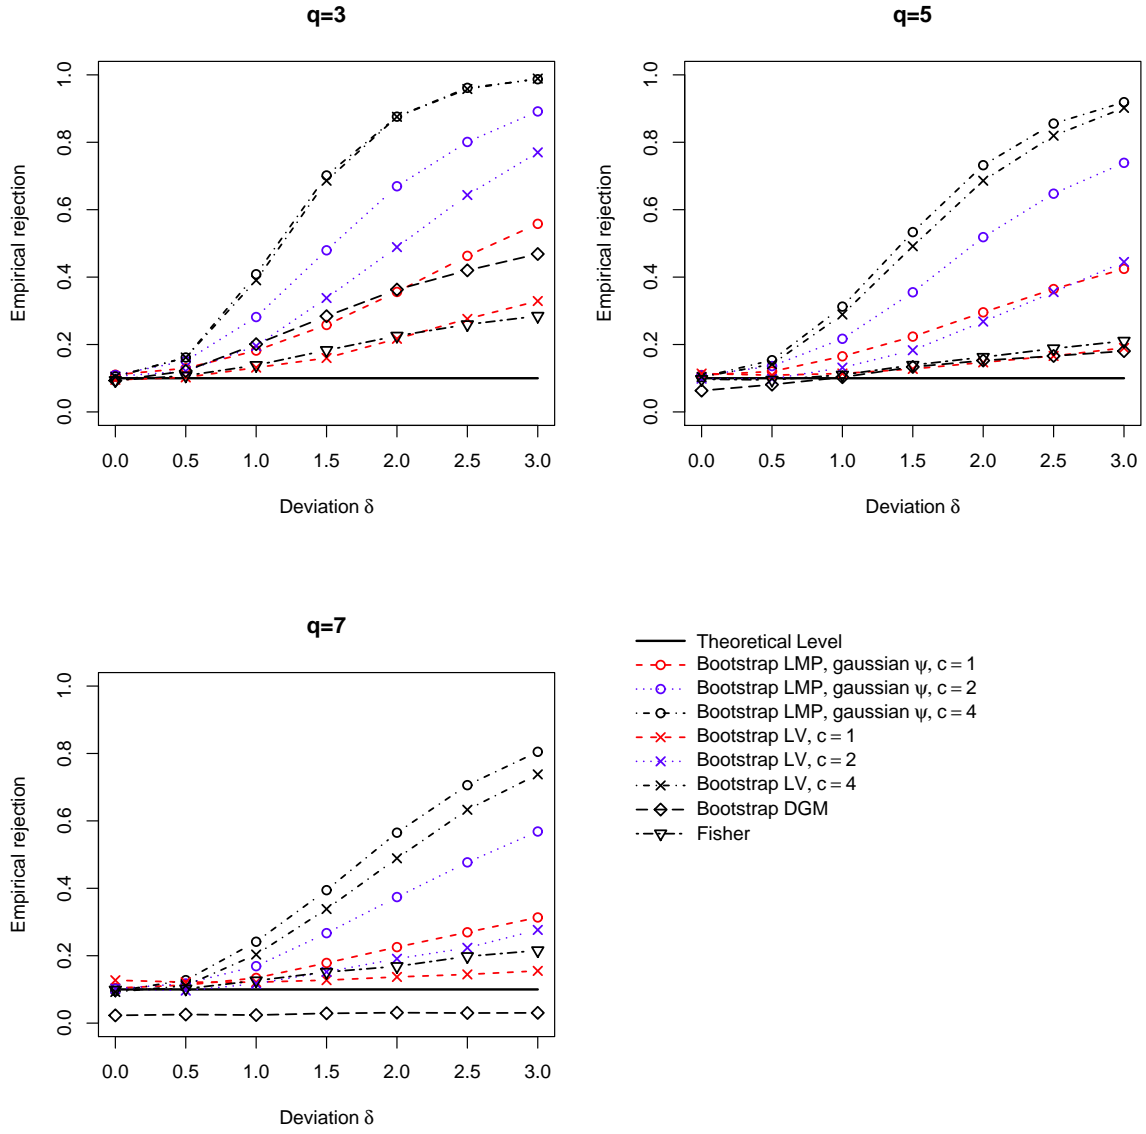 q=3
Empirical rejection
1.0
0.8
0.6
0.4
0.2
0.0
0.0 0.5 1.0 1.5 2.0 2.5 3.0
Deviation δ
q=5
Empirical rejection
1.0
0.8
0.6
0.4
0.2
0.0
0.0 0.5 1.0 1.5 2.0 2.5 3.0
Deviation δ
q=7
Empirical rejection
1.0
0.8
0.6
0.4
0.2
0.0
0.0 0.5 1.0 1.5 2.0 2.5 3.0
Deviation δ
Theoretical Level
Bootstrap LMP, gaussian ψ, c = 1
Bootstrap LMP, gaussian ψ, c = 2
Bootstrap LMP, gaussian ψ, c = 4
Bootstrap LV, c = 1
Bootstrap LV, c = 2
Bootstrap LV, c = 4
Bootstrap DGM
Fisher